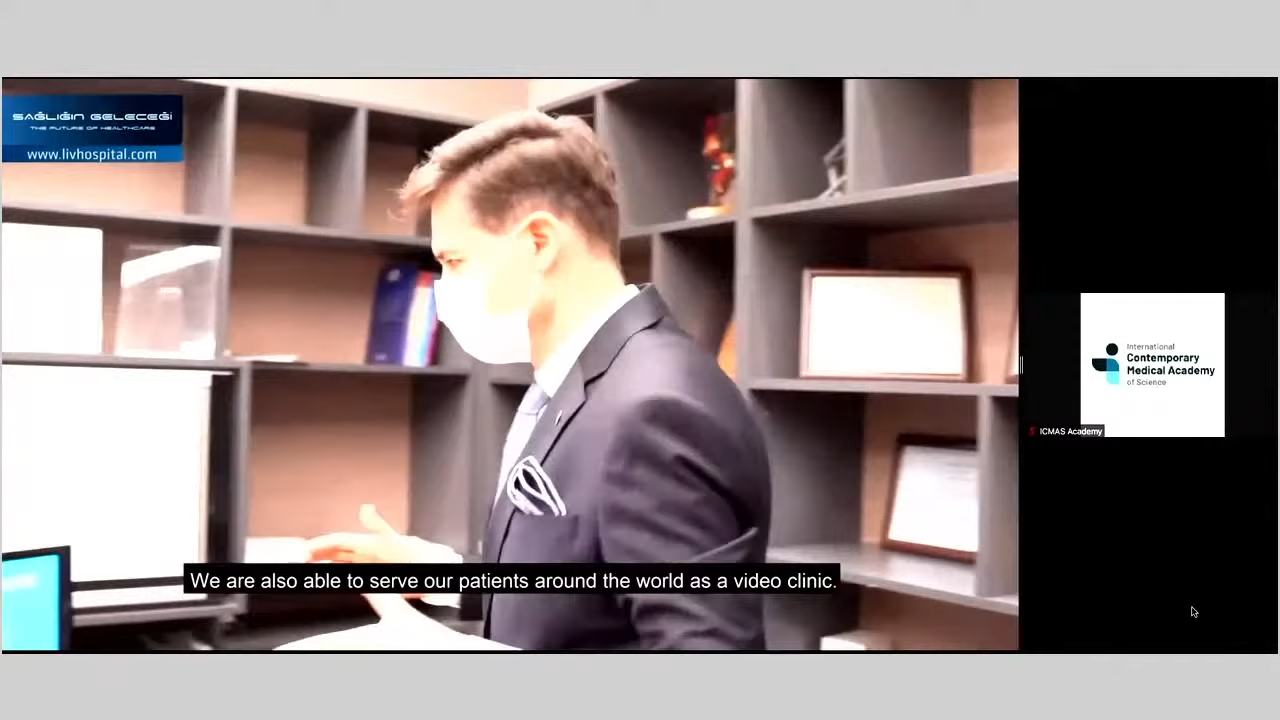 SAĞLIĞIN GELECEĞİ
THE FUTURE OF HEALTHCARE
www.livhospital.com
International
Contemporary
Medical Academy
of Science
ICMAS Academy
We are also able to serve our patients around the world as a video clinic.